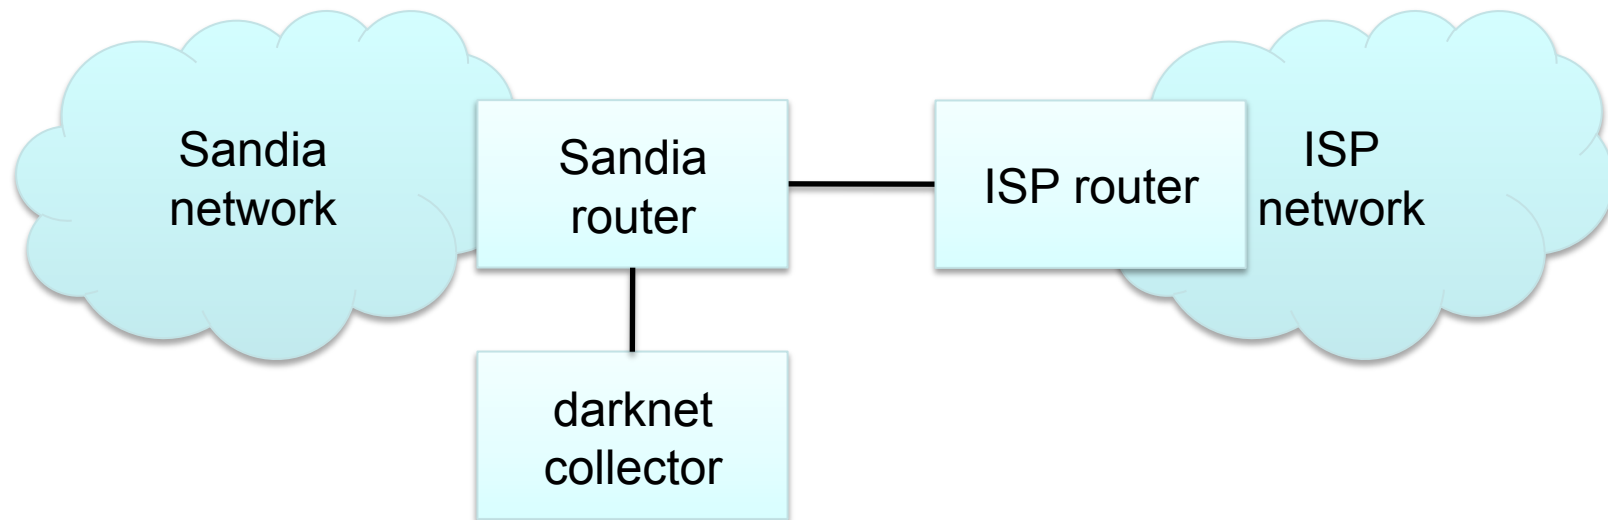 Sandia
network
Sandia
router
ISP router
ISP
network
darknet
collector